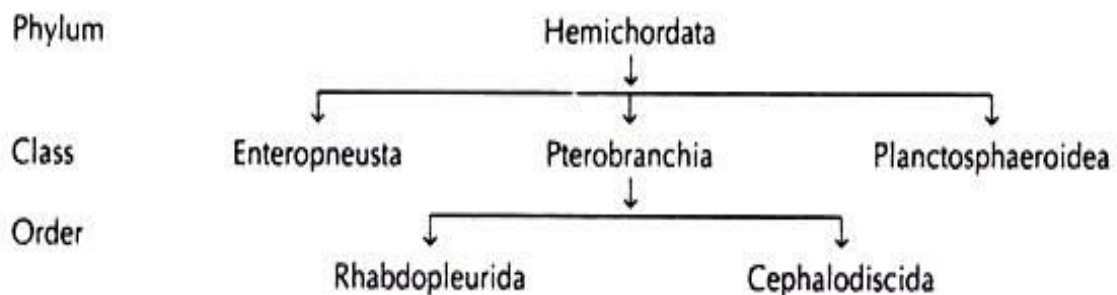 Phylum Hemichordata
Class Enteropneusta Pterobranchia Planctosphaeroidea
Order
Rhabdopleurida Cephalodiscida